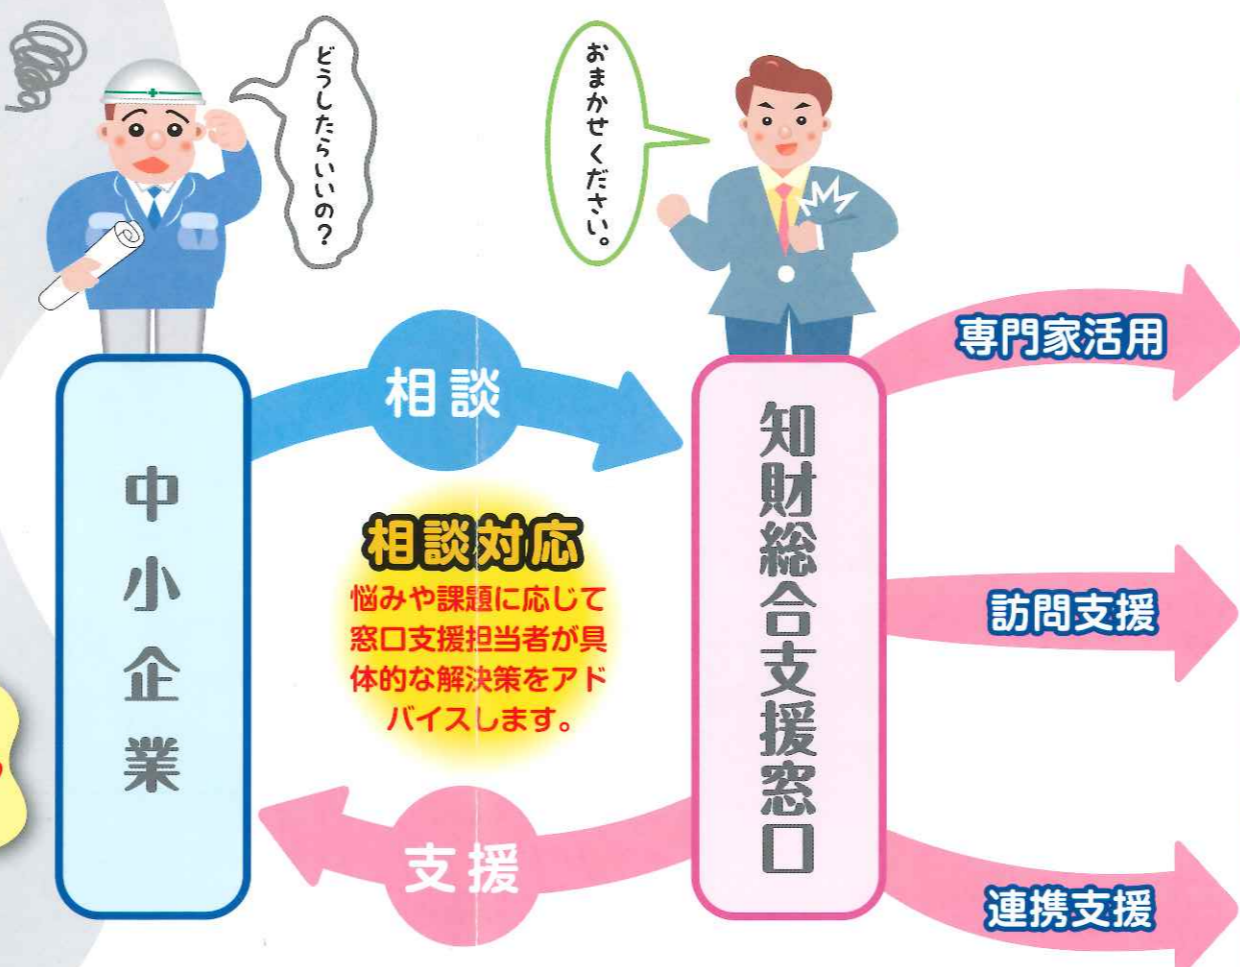 どうしたらいいの?
おまかせください。
中小企業
相談
相談対応
悩みや課題に応じて
窓口支援担当者が具
体的な解決策をアド
バイスします。
支援
知財総合支援窓口
専門家活用
訪問支援
連携支援